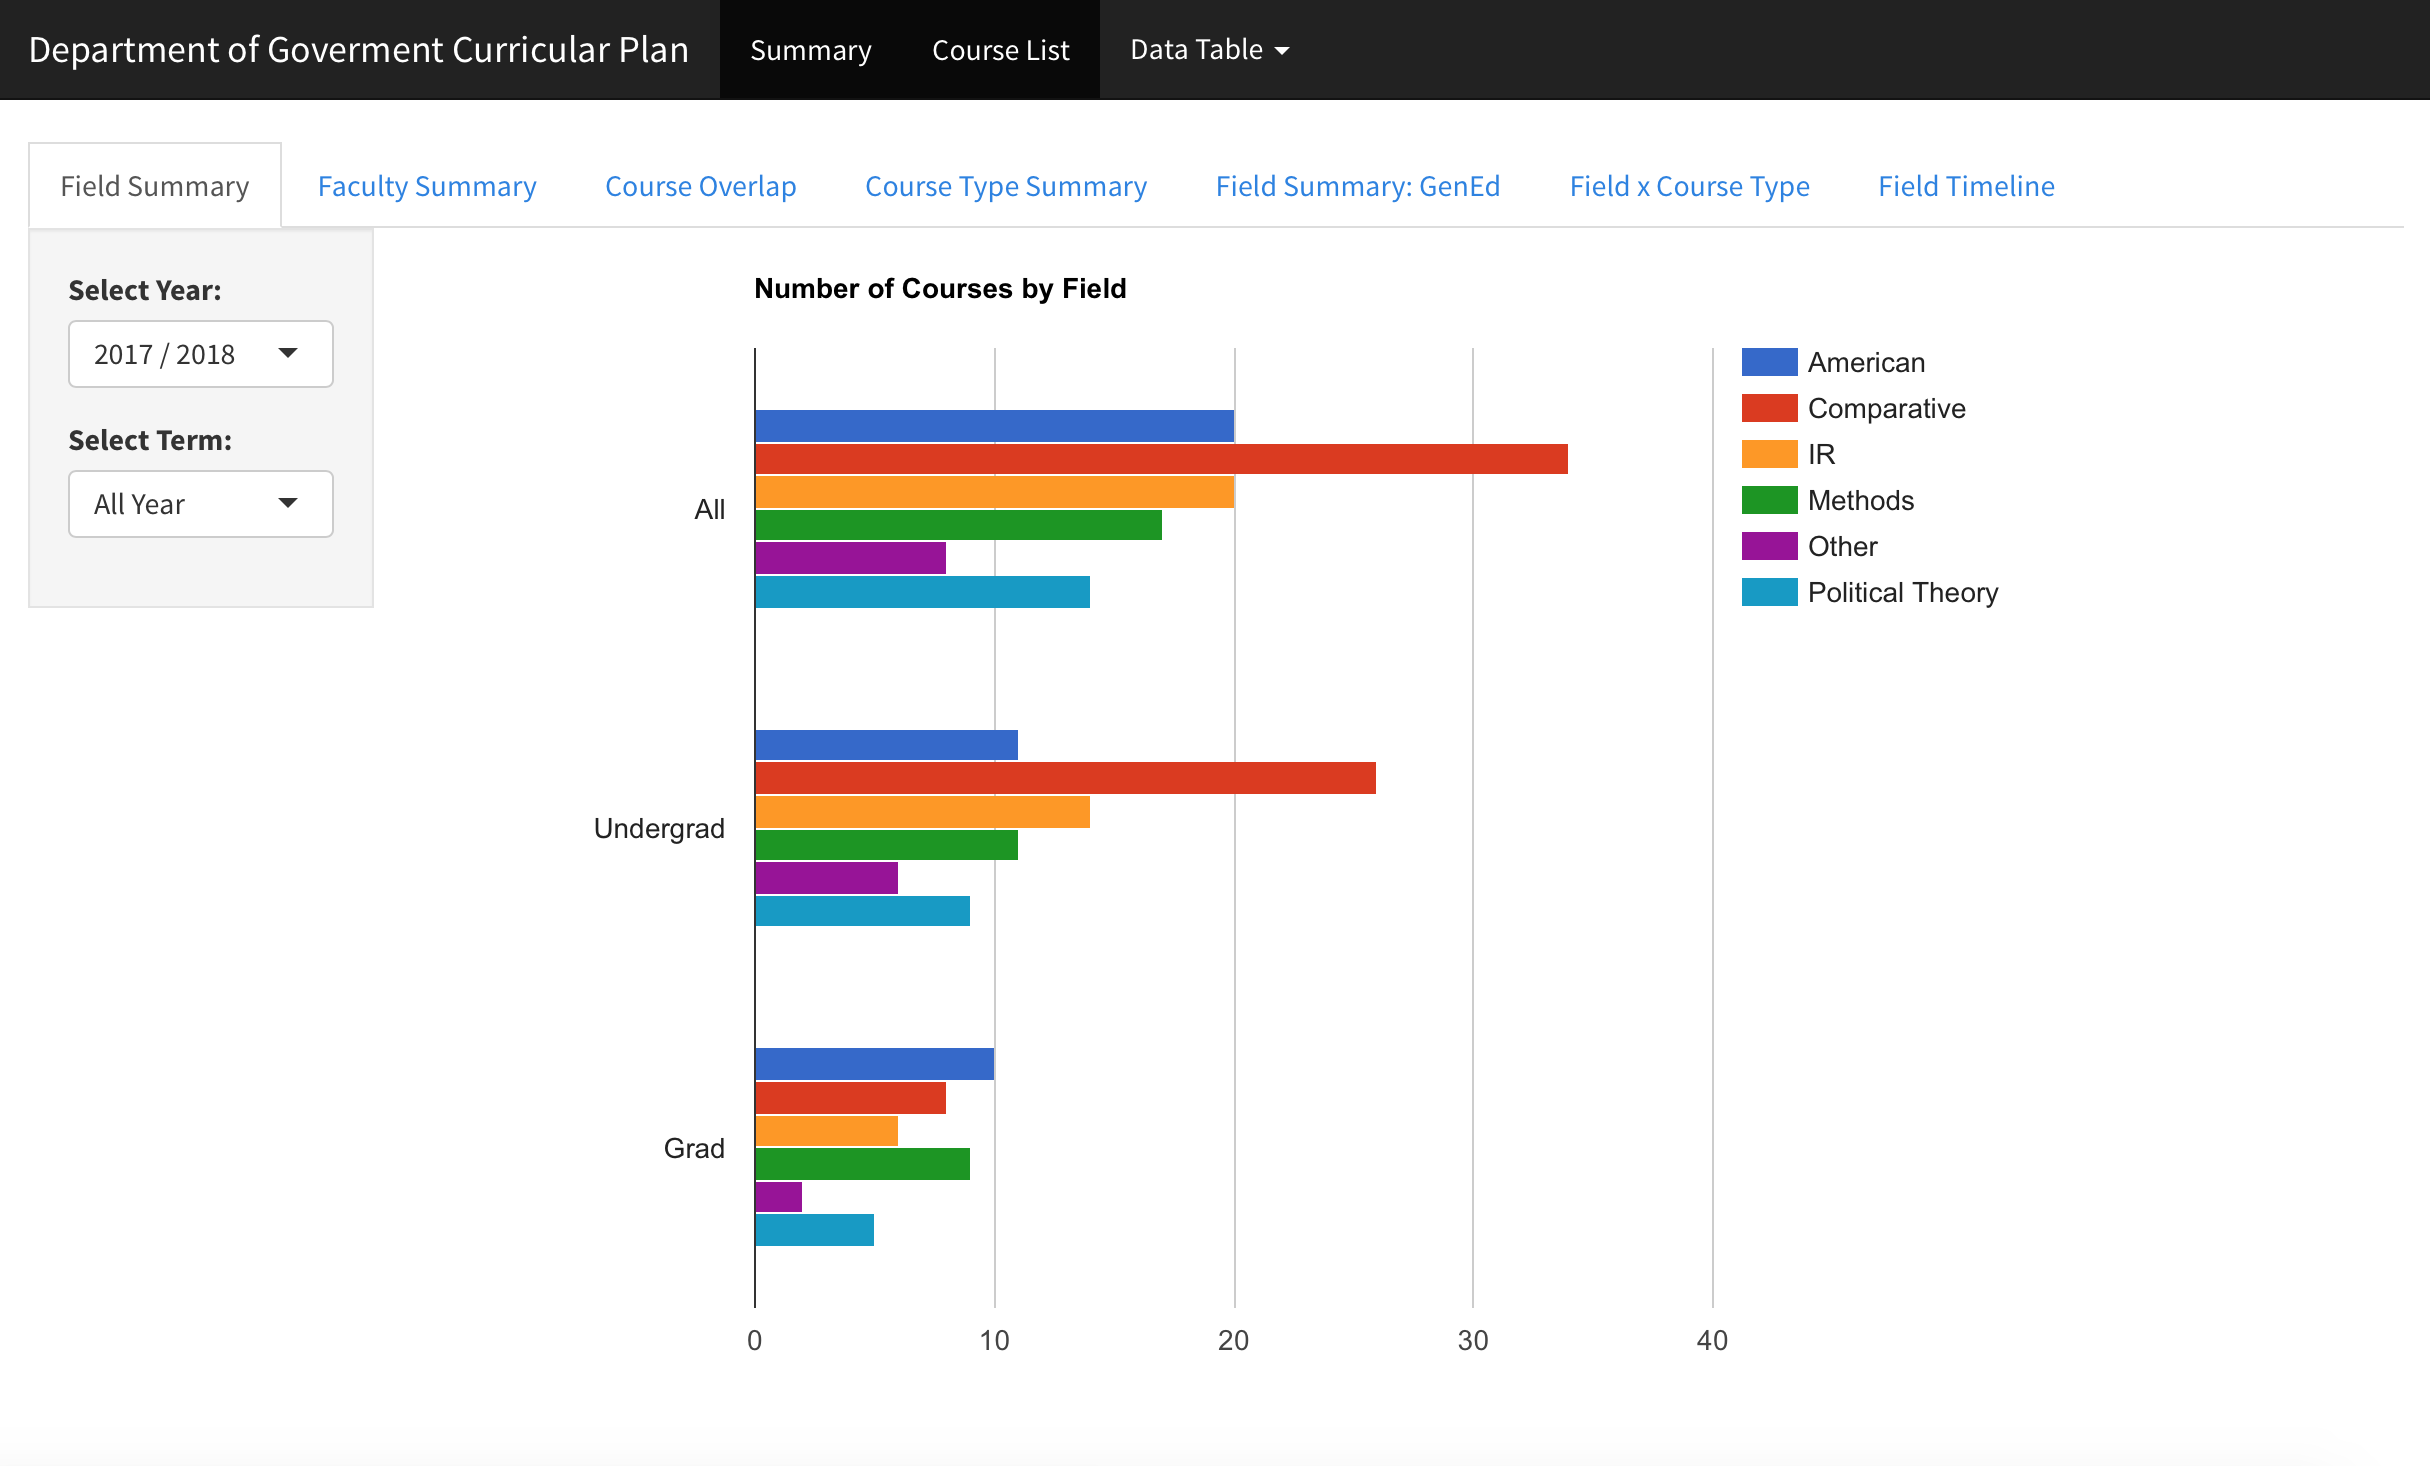 Department of Goverment Curricular Plan Summary Course List Data Table
Field Summary Faculty Summary Course Overlap Course Type Summary Field Summary: GenEd Field x Course Type Field Timeline
Select Year:
2017 / 2018
Select Term:
All Year
Number of Courses by Field
All
Undergrad
Grad
0 10 20 30 40
American
Comparative
IR
Methods
Other
Political Theory